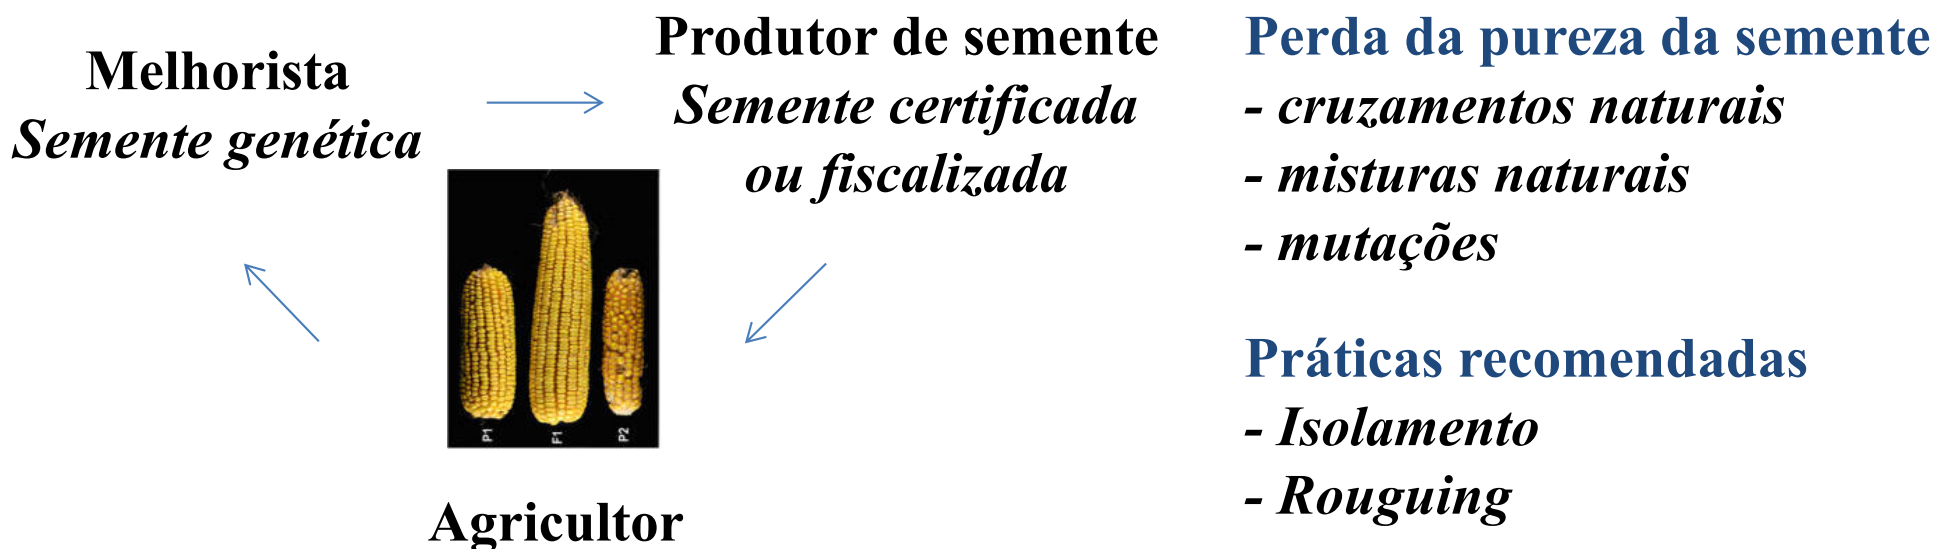 Melhorista
Semente genética
Produtor de semente
Semente certificada
ou fiscalizada
P1
F1
P2
Agricultor
Perda da pureza da semente
- cruzamentos naturais
- misturas naturais
- mutações
Práticas recomendadas
- Isolamento
- Rouguing